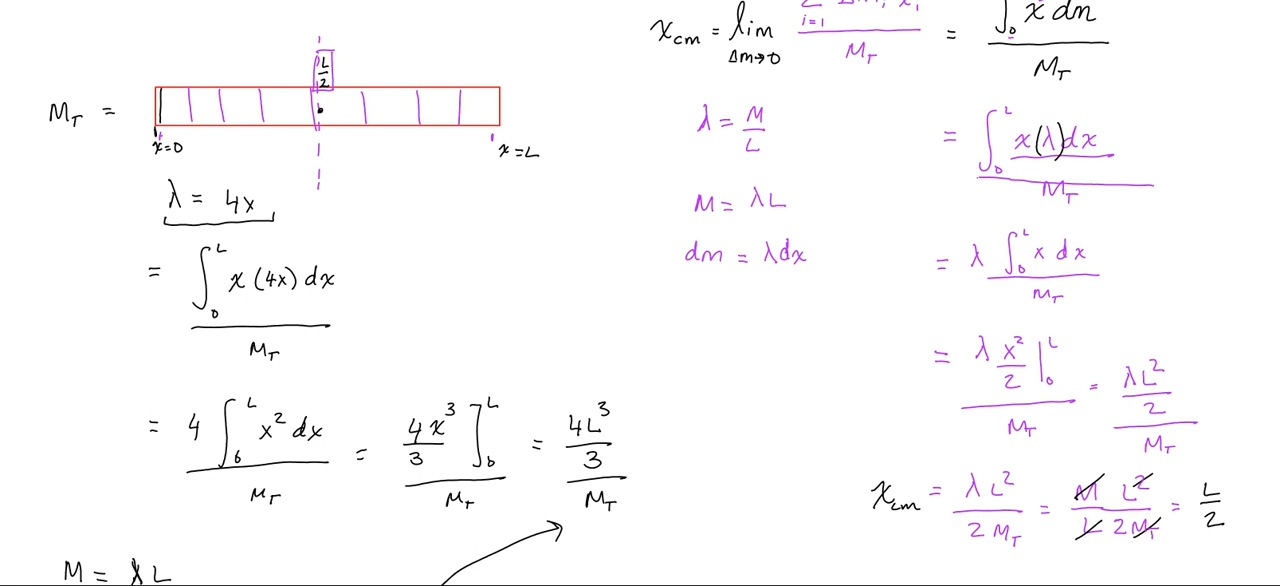 M_T =
L/2
x=0
x=L
λ = 4x
= ∫_0^L x (4x) dx / M_T
= 4 ∫_0^L x² dx / M_T = 4x³/3 ]_0^L / M_T = 4L³/3 / M_T
M = λ L
x_cm = lim_{Δm→0} i=1 / M_T = ∫_0 x dm / M_T
λ = M/L
M = λL
dm = λdx
= ∫_0^L x(λ)dx / M_T
= λ ∫_0^L x dx / M_T
= λ x²/2 |_0^L / M_T = λL²/2 / M_T
x_cm = λL² / 2M_T = M L² / L 2M_T = L/2